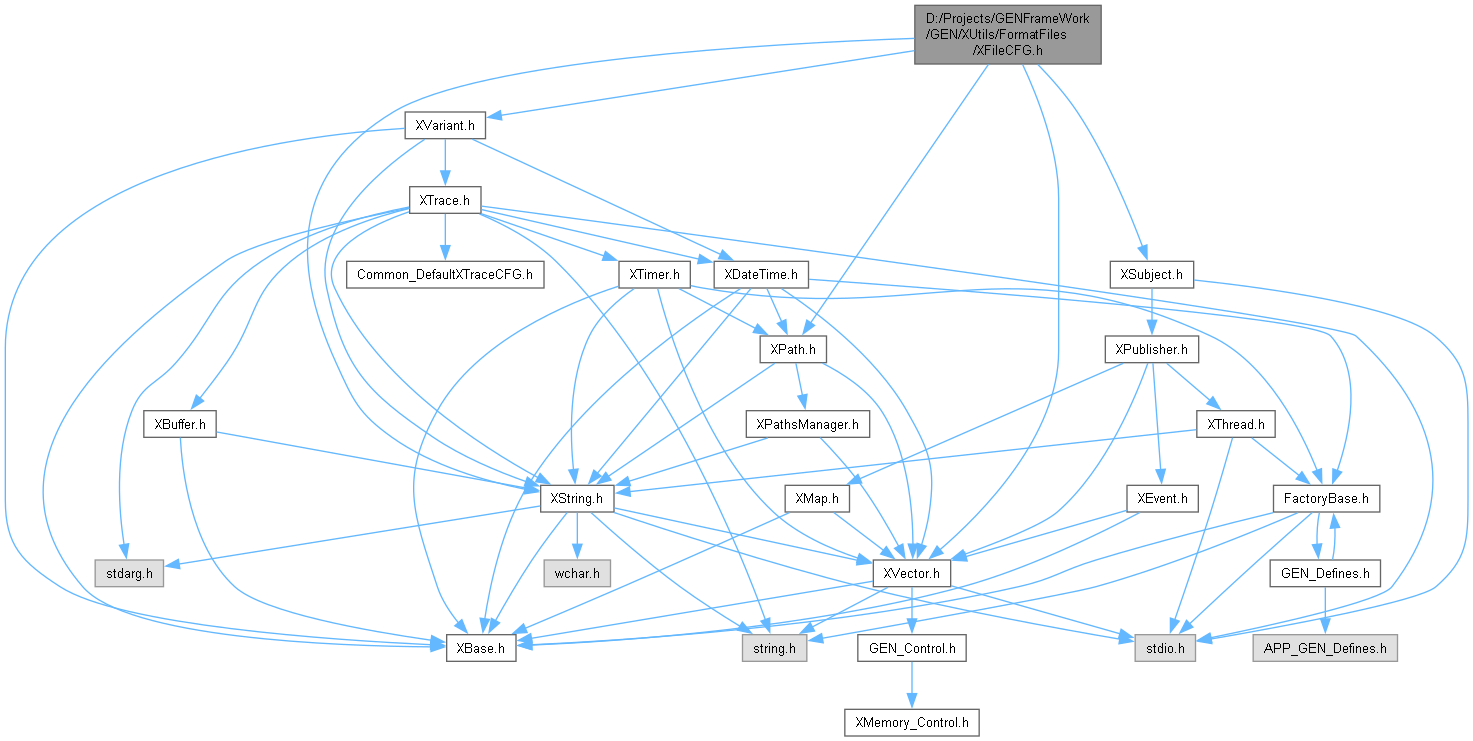 D:/Projects/GENFrameWork
/GEN/XUtils/FormatFiles
/XFileCFG.h
XVariant.h
XTrace.h
Common_DefaultXTraceCFG.h
XTimer.h
XDateTime.h
XSubject.h
XPath.h
XPublisher.h
XBuffer.h
XPathsManager.h
XThread.h
XString.h
XMap.h
XEvent.h
FactoryBase.h
stdarg.h
wchar.h
XVector.h
GEN_Defines.h
XBase.h
string.h
GEN_Control.h
stdio.h
APP_GEN_Defines.h
XMemory_Control.h